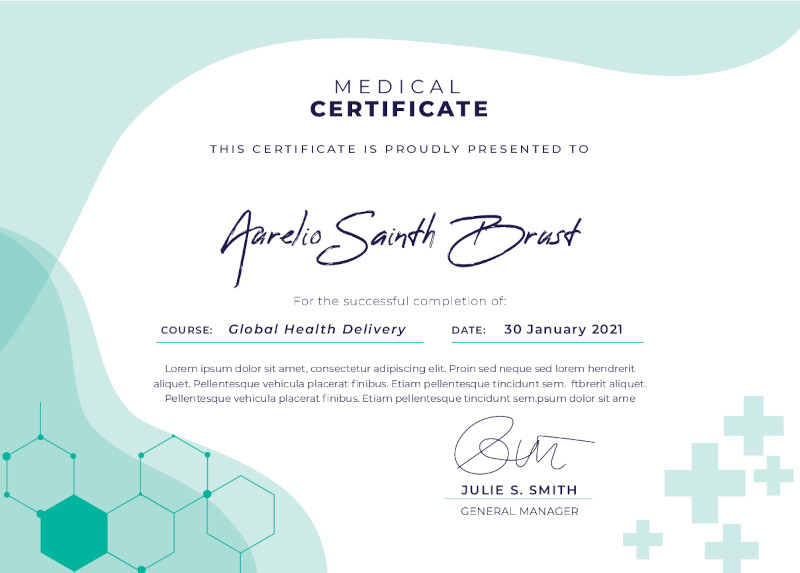 MEDICAL
CERTIFICATE
THIS CERTIFICATE IS PROUDLY PRESENTED TO
Aurelio Sainth Brust
For the successful completion of:
COURSE: Global Health Delivery DATE: 30 January 2021
Lorem ipsum dolor sit amet, consectetur adipiscing elit. Proin sed neque sed lorem hendrerit
aliquet. Pellentesque vehicula placerat finibus. Etiam pellentesque tincidunt sem. ftbrerit aliquet.
Pellentesque vehicula placerat finibus. Etiam pellentesque tincidunt sem.psum dolor sit ame
JULIE S. SMITH
GENERAL MANAGER